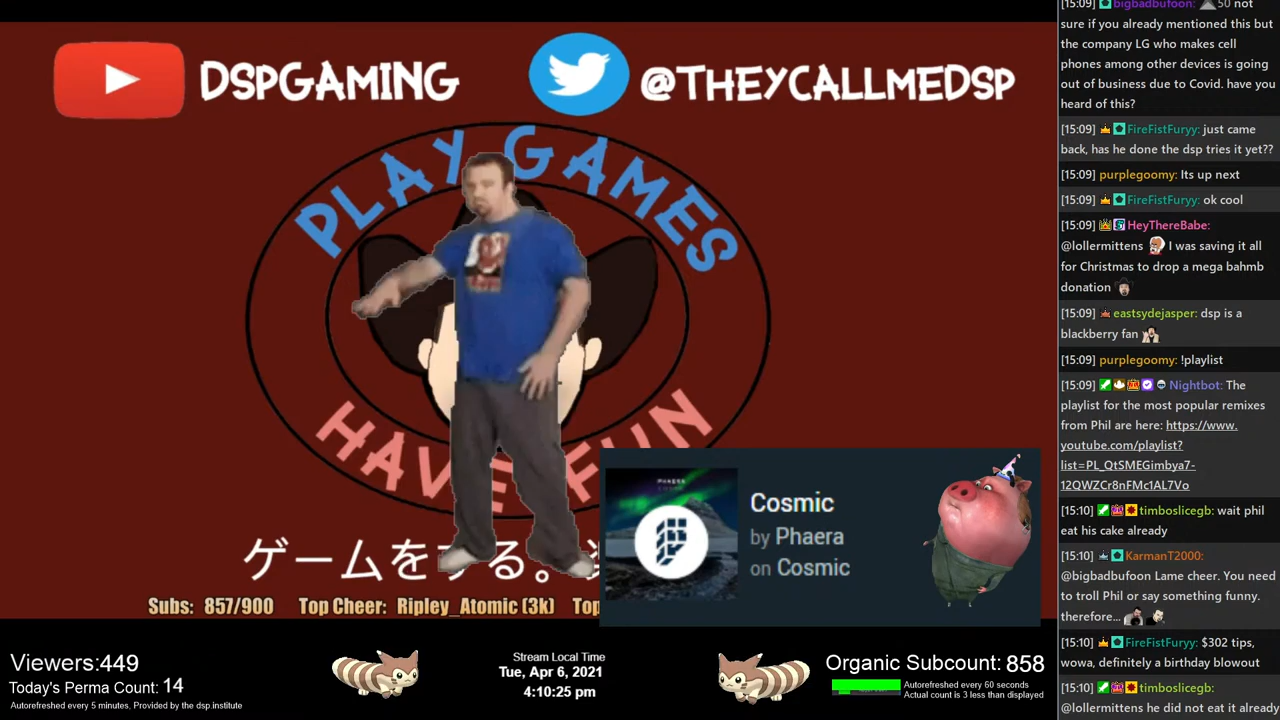 DSPGAMING
@THEYCALLMEDSP
PLAY GAMES
HAVE FUN
ゲームをする。
Subs: 857/900 Top Cheer: Ripley_Atomic (3k) Top
PHAERA
COSMIC
Cosmic
by Phaera
on Cosmic
Viewers:449
Today's Perma Count: 14
Autorefreshed every 5 minutes, Provided by the dsp.institute
Stream Local Time
Tue, Apr 6, 2021
4:10:25 pm
Organic Subcount: 858
Autorefreshed every 60 seconds
Actual count is 3 less than displayed
[15:09] bigbadbufoon: 50 not
sure if you already mentioned this but
the company LG who makes cell
phones among other devices is going
out of business due to Covid. have you
heard of this?
[15:09] FireFistFuryy: just came
back, has he done the dsp tries it yet??
[15:09] purplegoomy: Its up next
[15:09] FireFistFuryy: ok cool
[15:09] HeyThereBabe:
@lollermittens I was saving it all
for Christmas to drop a mega bahmb
donation
[15:09] eastsydejasper: dsp is a
blackberry fan
[15:09] purplegoomy: !playlist
[15:09] Nightbot: The
playlist for the most popular remixes
from Phil are here: https://www.
youtube.com/playlist?
list=PL_QtSMEGimbya7-
12QWZCr8nFMc1AL7Vo
[15:10] timboslicegb: wait phil
eat his cake already
[15:10] KarmanT2000:
@bigbadbufoon Lame cheer. You need
to troll Phil or say something funny.
therefore...
[15:10] FireFistFuryy: $302 tips,
wowa, definitely a birthday blowout
[15:10] timboslicegb:
@lollermittens he did not eat it already